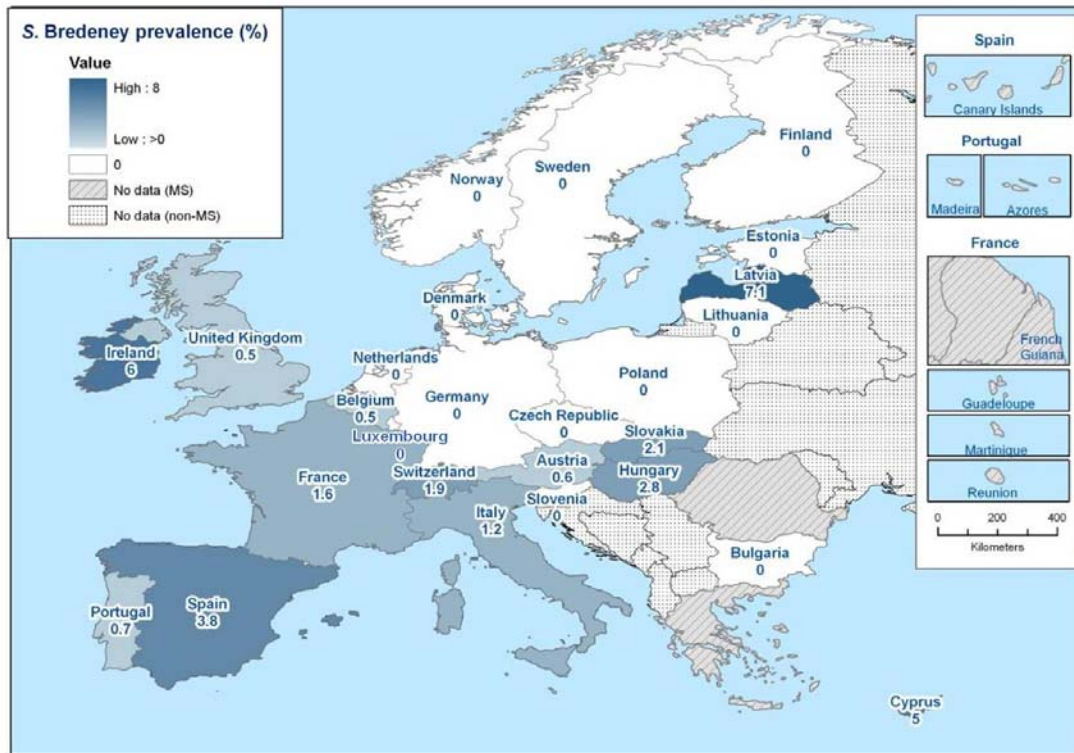 S. Bredeney prevalence (%)
Value
High : 8
Low : >0
0
No data (MS)
No data (non-MS)
Norway
0
Sweden
0
Finland
0
Estonia
0
Latvia
7.1
Lithuania
0
Denmark
0
United Kingdom
0.5
Ireland
6
Netherlands
0
Belgium
0.5
Luxembourg
0
Germany
0
Poland
0
Czech Republic
0
Slovakia
2.1
Austria
0.6
Hungary
2.8
Switzerland
1.9
France
1.6
Slovenia
0
Italy
1.2
Bulgaria
0
Portugal
0.7
Spain
3.8
Cyprus
5
Spain
Canary Islands
Portugal
Madeira
Azores
France
French
Guiana
Guadeloupe
Martinique
Reunion
0 200 400
Kilometers